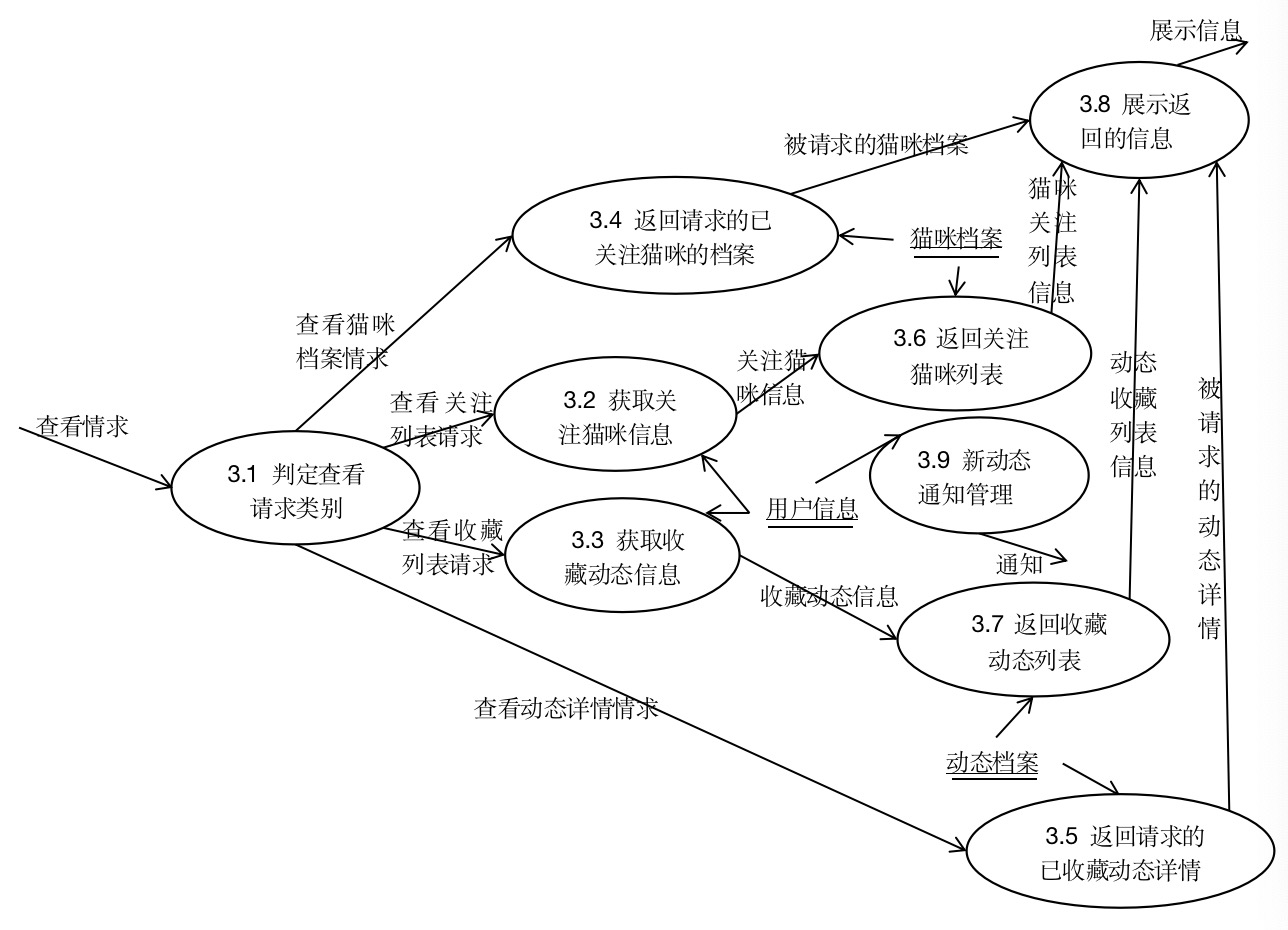 展示信息
3.8 展示返
回的信息
被请求的猫咪档案
猫咪
关注
列表
信息
3.4 返回请求的已
关注猫咪的档案
猫咪档案
查看猫咪
档案情求
3.6 返回关注
猫咪列表
关注猫
咪信息
动态
收藏
列表
信息
被
请
求
的
动
态
详
情
查看关注
列表请求
3.2 获取关
注猫咪信息
查看情求
3.1 判定查看
请求类别
3.9 新动态
通知管理
用户信息
查看收藏
列表请求
3.3 获取收
藏动态信息
通知
收藏动态信息
3.7 返回收藏
动态列表
查看动态详情情求
动态档案
3.5 返回请求的
已收藏动态详情